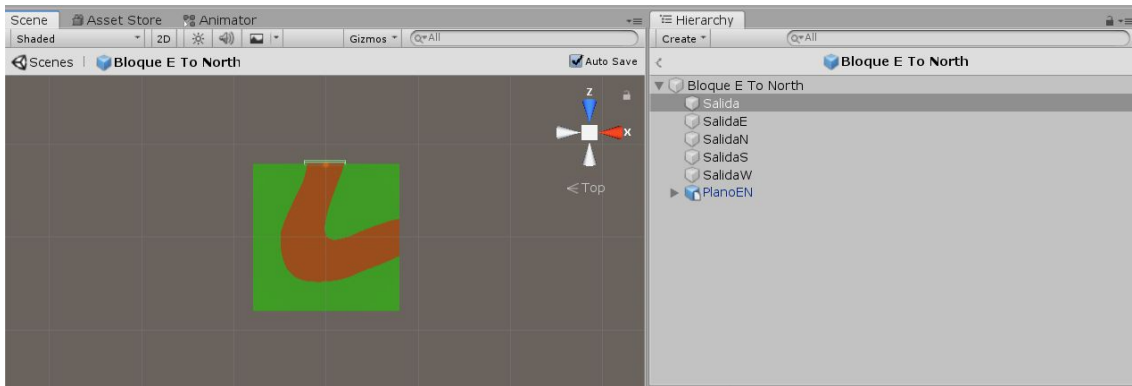 Scene Asset Store Animator
Shaded 2D Gizmos All
Scenes Bloque E To North Auto Save
z
x
Top
Hierarchy
Create All
Bloque E To North
Bloque E To North
Salida
SalidaE
SalidaN
SalidaS
SalidaW
PlanoEN